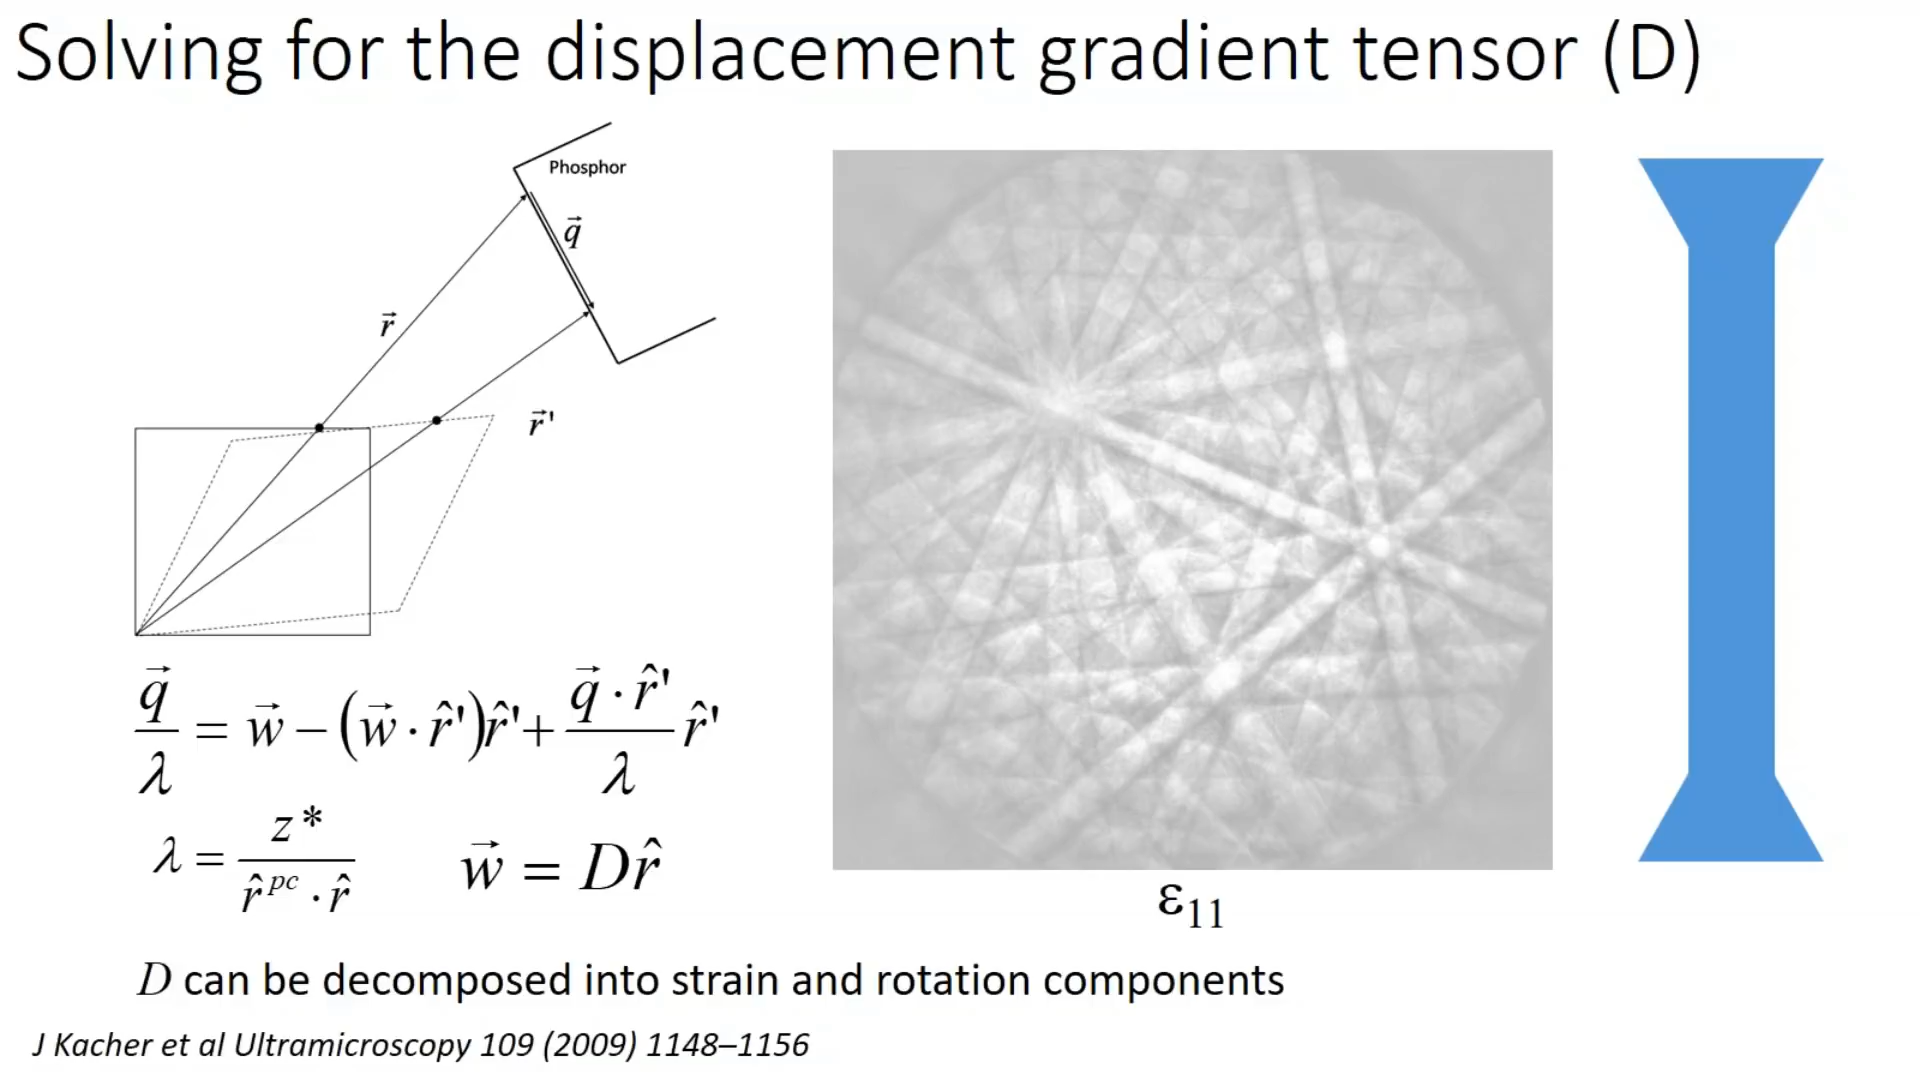 Solving for the displacement gradient tensor (D)
Phosphor
q⃗
r⃗
r⃗'
q⃗/λ = w⃗ − (w⃗ · r̂')r̂' + (q⃗ · r̂')/λ r̂'
λ = z*/(r̂ᵖᶜ · r̂)
w⃗ = Dr̂
ε₁₁
D can be decomposed into strain and rotation components
J Kacher et al Ultramicroscopy 109 (2009) 1148–1156